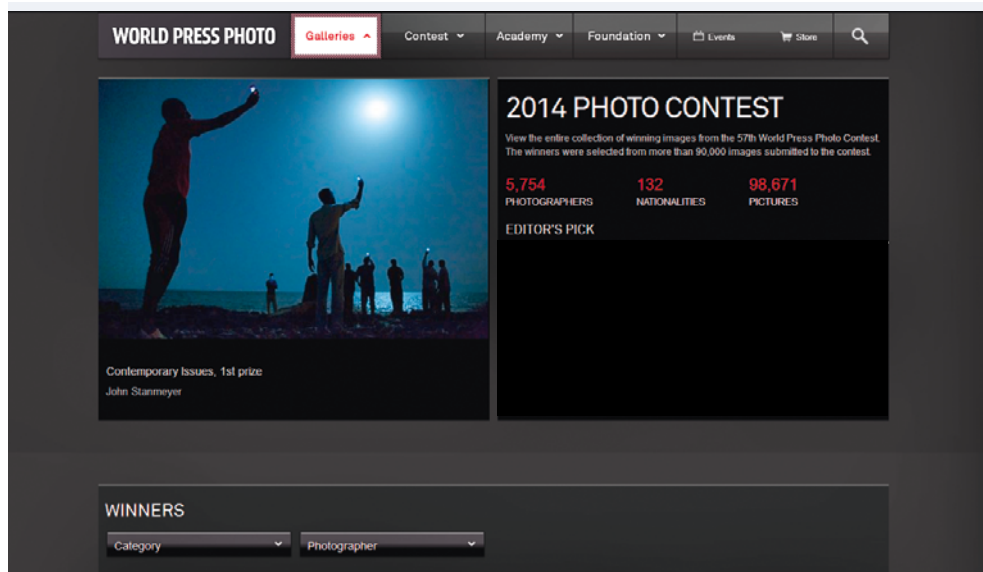 WORLD PRESS PHOTO Galleries Contest Academy Foundation Events Store
2014 PHOTO CONTEST
View the entire collection of winning images from the 57th World Press Photo Contest.
The winners were selected from more than 90,000 images submitted to the contest.
5,754 132 98,671
PHOTOGRAPHERS NATIONALITIES PICTURES
EDITOR'S PICK
Contemporary Issues, 1st prize
John Stanmeyer
WINNERS
Category Photographer